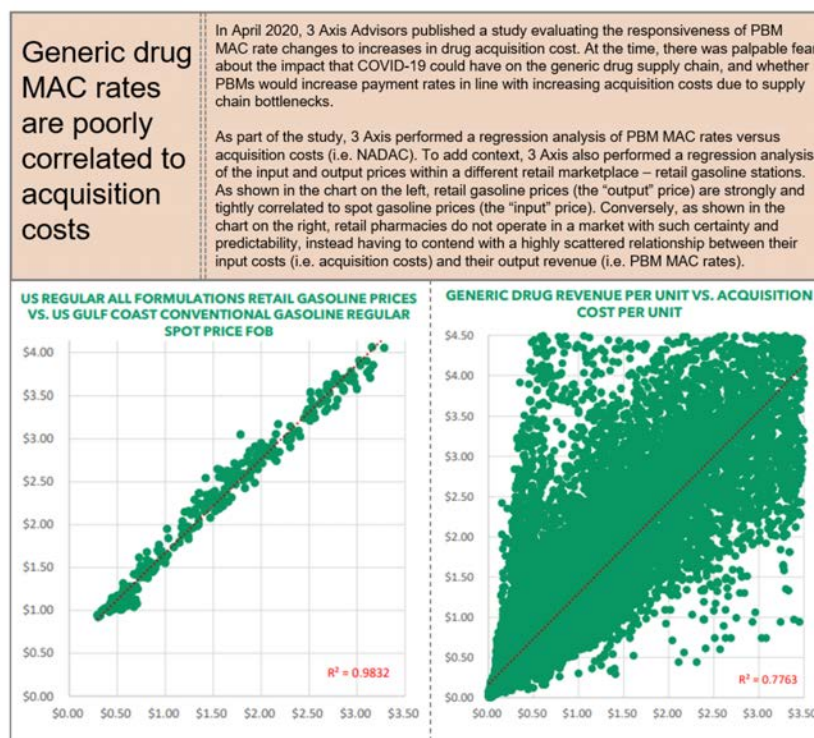 Generic drug
MAC rates
are poorly
correlated to
acquisition
costs
In April 2020, 3 Axis Advisors published a study evaluating the responsiveness of PBM
MAC rate changes to increases in drug acquisition cost. At the time, there was palpable fear
about the impact that COVID-19 could have on the generic drug supply chain, and whether
PBMs would increase payment rates in line with increasing acquisition costs due to supply
chain bottlenecks.
As part of the study, 3 Axis performed a regression analysis of PBM MAC rates versus
acquisition costs (i.e. NADAC). To add context, 3 Axis also performed a regression analysis
of the input and output prices within a different retail marketplace – retail gasoline stations.
As shown in the chart on the left, retail gasoline prices (the “output” price) are strongly and
tightly correlated to spot gasoline prices (the “input” price). Conversely, as shown in the
chart on the right, retail pharmacies do not operate in a market with such certainty and
predictability, instead having to contend with a highly scattered relationship between their
input costs (i.e. acquisition costs) and their output revenue (i.e. PBM MAC rates).
US REGULAR ALL FORMULATIONS RETAIL GASOLINE PRICES
VS. US GULF COAST CONVENTIONAL GASOLINE REGULAR
SPOT PRICE FOB
$4.00
$3.50
$3.00
$2.50
$2.00
$1.50
$1.00
$0.50
$0.00
R² = 0.9832
$0.00 $0.50 $1.00 $1.50 $2.00 $2.50 $3.00 $3.50
GENERIC DRUG REVENUE PER UNIT VS. ACQUISITION
COST PER UNIT
$4.50
$4.00
$3.50
$3.00
$2.50
$2.00
$1.50
$1.00
$0.50
$0.00
R² = 0.7763
$0.00 $0.50 $1.00 $1.50 $2.00 $2.50 $3.00 $3.50